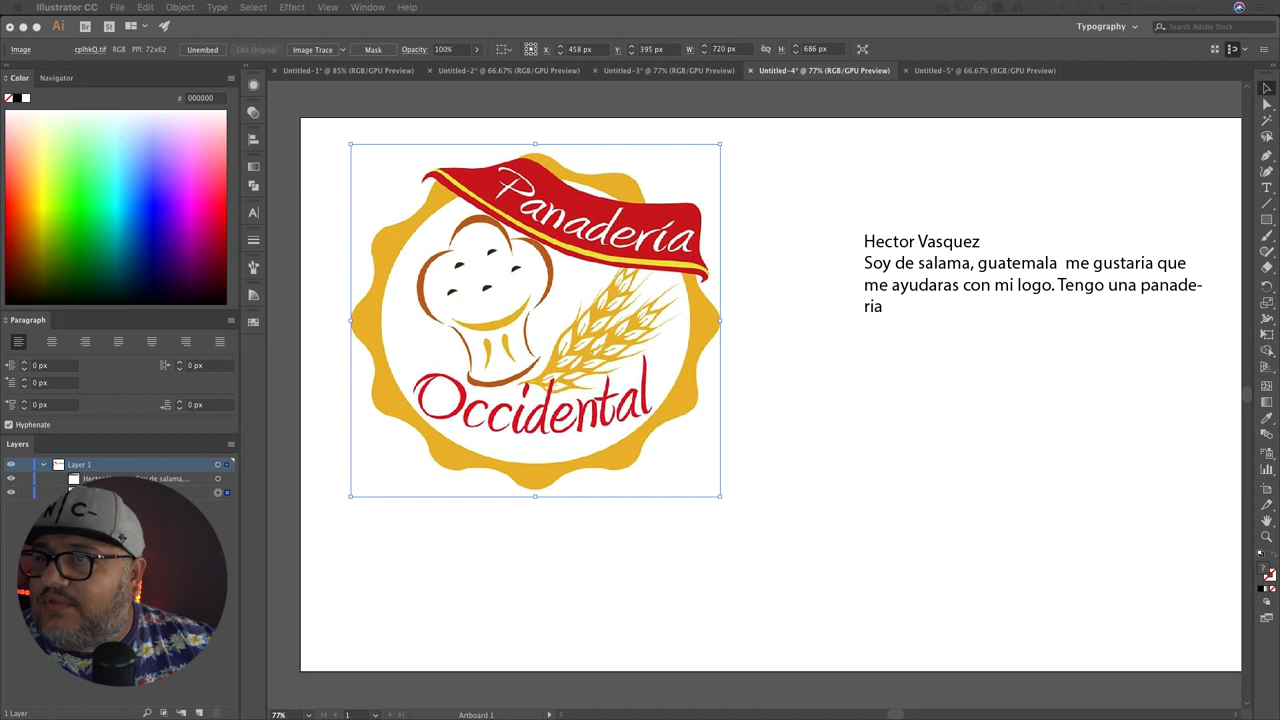 Illustrator CC File Edit Object Type Select Effect View Window Help
Ai Br St Typography Search Adobe Stock
Image cplhkQ.tif RGB PPI: 72x62 Unembed Edit Original Image Trace Mask Opacity: 100% X: 458 px Y: 395 px W: 720 px H: 686 px
Color Navigator
Untitled-1* @ 85% (RGB/GPU Preview) Untitled-2* @ 66.67% (RGB/GPU Preview) Untitled-3* @ 77% (RGB/GPU Preview) Untitled-4* @ 77% (RGB/GPU Preview) Untitled-5* @ 66.67% (RGB/GPU Preview)
# 000000
Panadería
Occidental
Hector Vasquez
Soy de salama, guatemala  me gustaria que
me ayudaras con mi logo. Tengo una panade-
ria
Paragraph
0 px 0 px
0 px
0 px 0 px
Hyphenate
Layers
Layer 1
Soy de salama,...
N C-
1 Layer
77% 1 Artboard 1